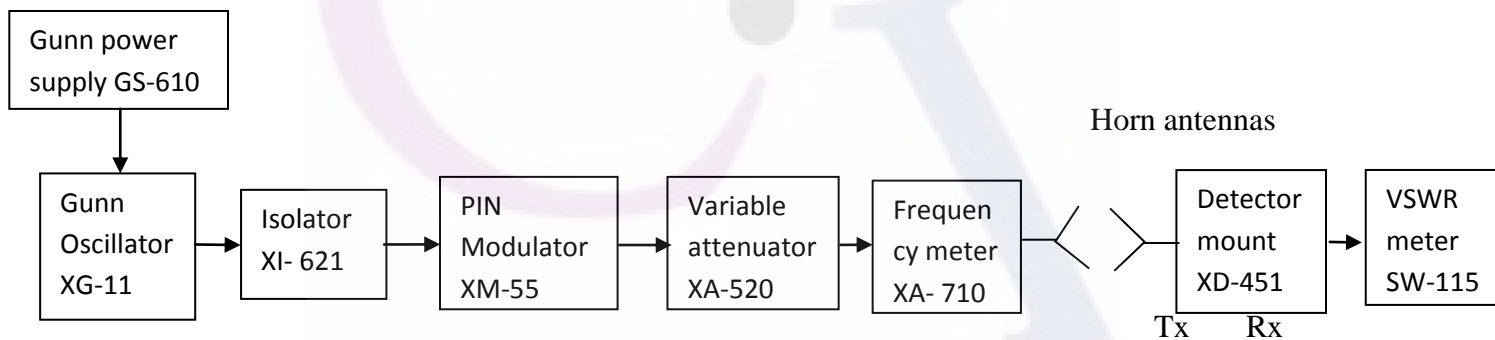 Gunn power
supply GS-610
Horn antennas
Gunn
Oscillator
XG-11
Isolator
XI- 621
PIN
Modulator
XM-55
Variable
attenuator
XA-520
Frequen
cy meter
XA- 710
Detector
mount
XD-451
VSWR
meter
SW-115
Tx Rx